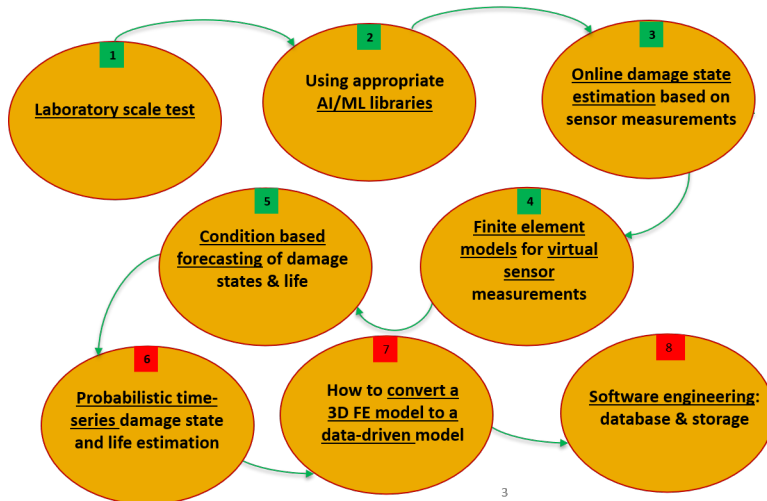 1
Laboratory scale test
2
Using appropriate
AI/ML libraries
3
Online damage state
estimation based on
sensor measurements
4
Finite element
models for virtual
sensor
measurements
5
Condition based
forecasting of damage
states & life
6
Probabilistic time-
series damage state
and life estimation
7
How to convert a
3D FE model to a
data-driven model
8
Software engineering:
database & storage
3